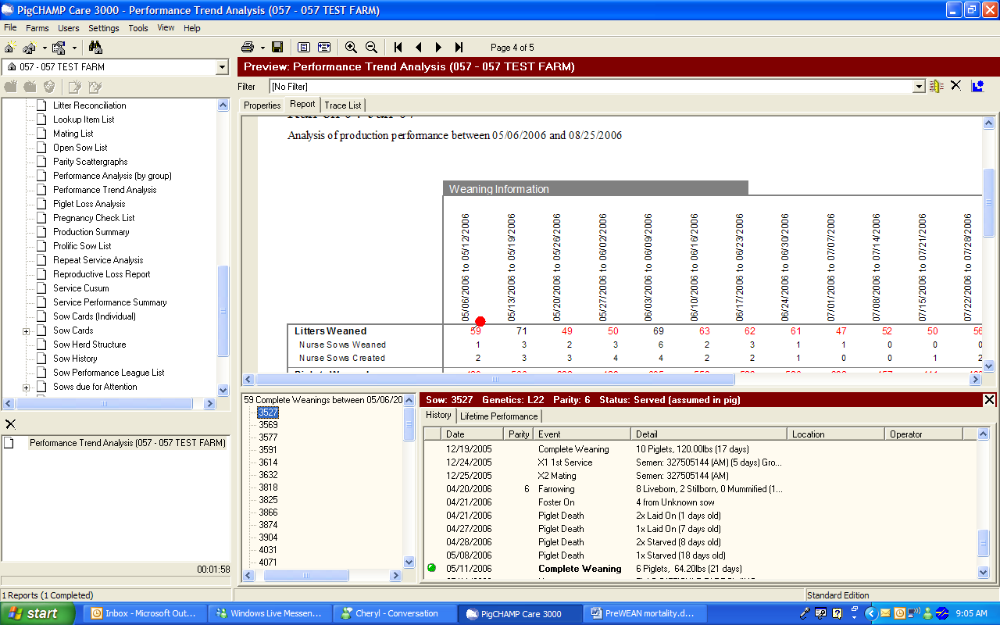 PigCHAMP Care 3000 - Performance Trend Analysis (057 - 057 TEST FARM)
File Farms Users Settings Tools View Help
Page 4 of 5
057 - 057 TEST FARM
Preview: Performance Trend Analysis (057 - 057 TEST FARM)
Filter [No Filter]
Properties Report Trace List
Litter Reconciliation
Lookup Item List
Mating List
Open Sow List
Parity Scattergraphs
Performance Analysis (by group)
Performance Trend Analysis
Piglet Loss Analysis
Pregnancy Check List
Production Summary
Prolific Sow List
Repeat Service Analysis
Reproductive Loss Report
Service Cusum
Service Performance Summary
Sow Cards (Individual)
Sow Cards
Sow Herd Structure
Sow History
Sow Performance League List
Sows due for Attention
Performance Trend Analysis (057 - 057 TEST FARM)
00:01:58
Analysis of production performance between 05/06/2006 and 08/25/2006
Weaning Information
05/06/2006 to 05/12/2006
05/13/2006 to 05/19/2006
05/20/2006 to 05/26/2006
05/27/2006 to 06/02/2006
06/03/2006 to 06/09/2006
06/10/2006 to 06/16/2006
06/17/2006 to 06/23/2006
06/24/2006 to 06/30/2006
07/01/2006 to 07/07/2006
07/08/2006 to 07/14/2006
07/15/2006 to 07/21/2006
07/22/2006 to 07/28/2006
Litters Weaned 59 71 49 50 69 63 62 61 47 52 50 56
Nurse Sows Weaned 1 3 2 3 6 2 3 1 1 0 0 0
Nurse Sows Created 2 3 3 4 4 2 2 1 0 0 1 2
59 Complete Weanings between 05/06/20
3527
3569
3577
3591
3614
3632
3818
3825
3866
3874
3904
4031
4071
Sow: 3527 Genetics: L22 Parity: 6 Status: Served (assumed in pig)
History Lifetime Performance
Date Parity Event Detail Location Operator
12/19/2005 Complete Weaning 10 Piglets, 120.00lbs (17 days)
12/24/2005 X1 1st Service Semen: 327505144 (AM) (5 days) Gro...
12/25/2005 X2 Mating Semen: 327505144 (AM)
04/20/2006 6 Farrowing 8 Liveborn, 2 Stillborn, 0 Mummified (1...
04/21/2006 Foster On 4 from Unknown sow
04/21/2006 Piglet Death 2x Laid On (1 days old)
04/27/2006 Piglet Death 1x Laid On (7 days old)
04/28/2006 Piglet Death 2x Starved (8 days old)
05/08/2006 Piglet Death 1x Starved (18 days old)
05/11/2006 Complete Weaning 6 Piglets, 64.20lbs (21 days)
1 Reports (1 Completed) Standard Edition
start Inbox - Microsoft Out... Windows Live Messen... Cheryl - Conversation PigCHAMP Care 3000 PreWEAN mortality.d... 9:05 AM